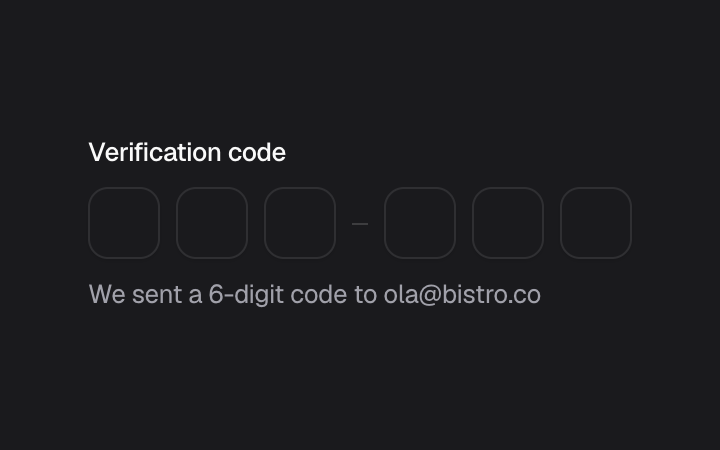 Verification code
–
We sent a 6-digit code to ola@bistro.co